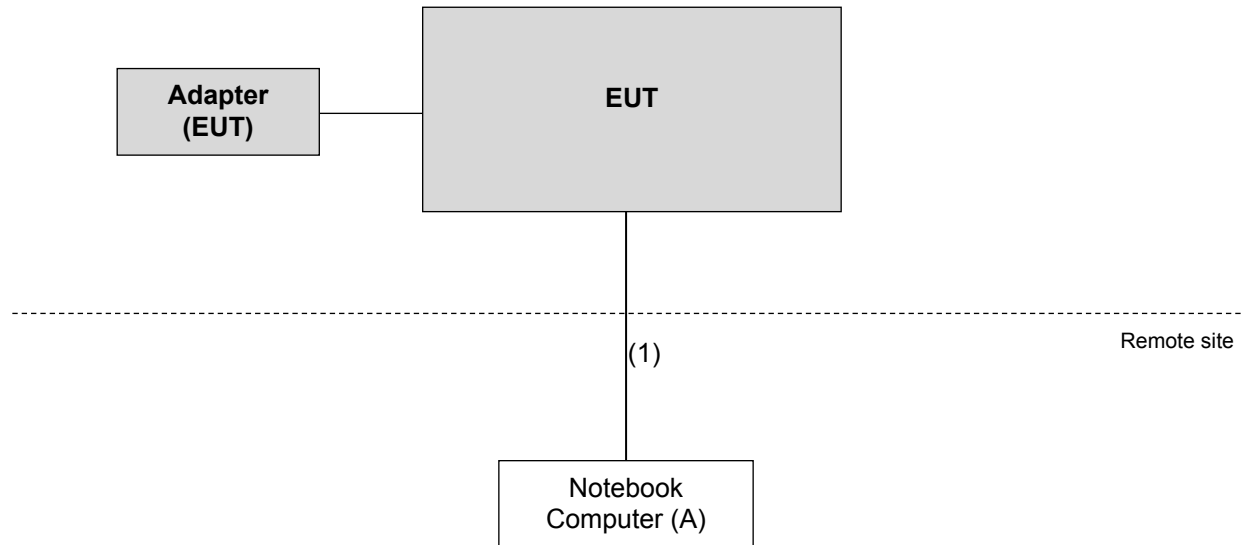 Adapter
(EUT)
EUT
Remote site
(1)
Notebook
Computer (A)